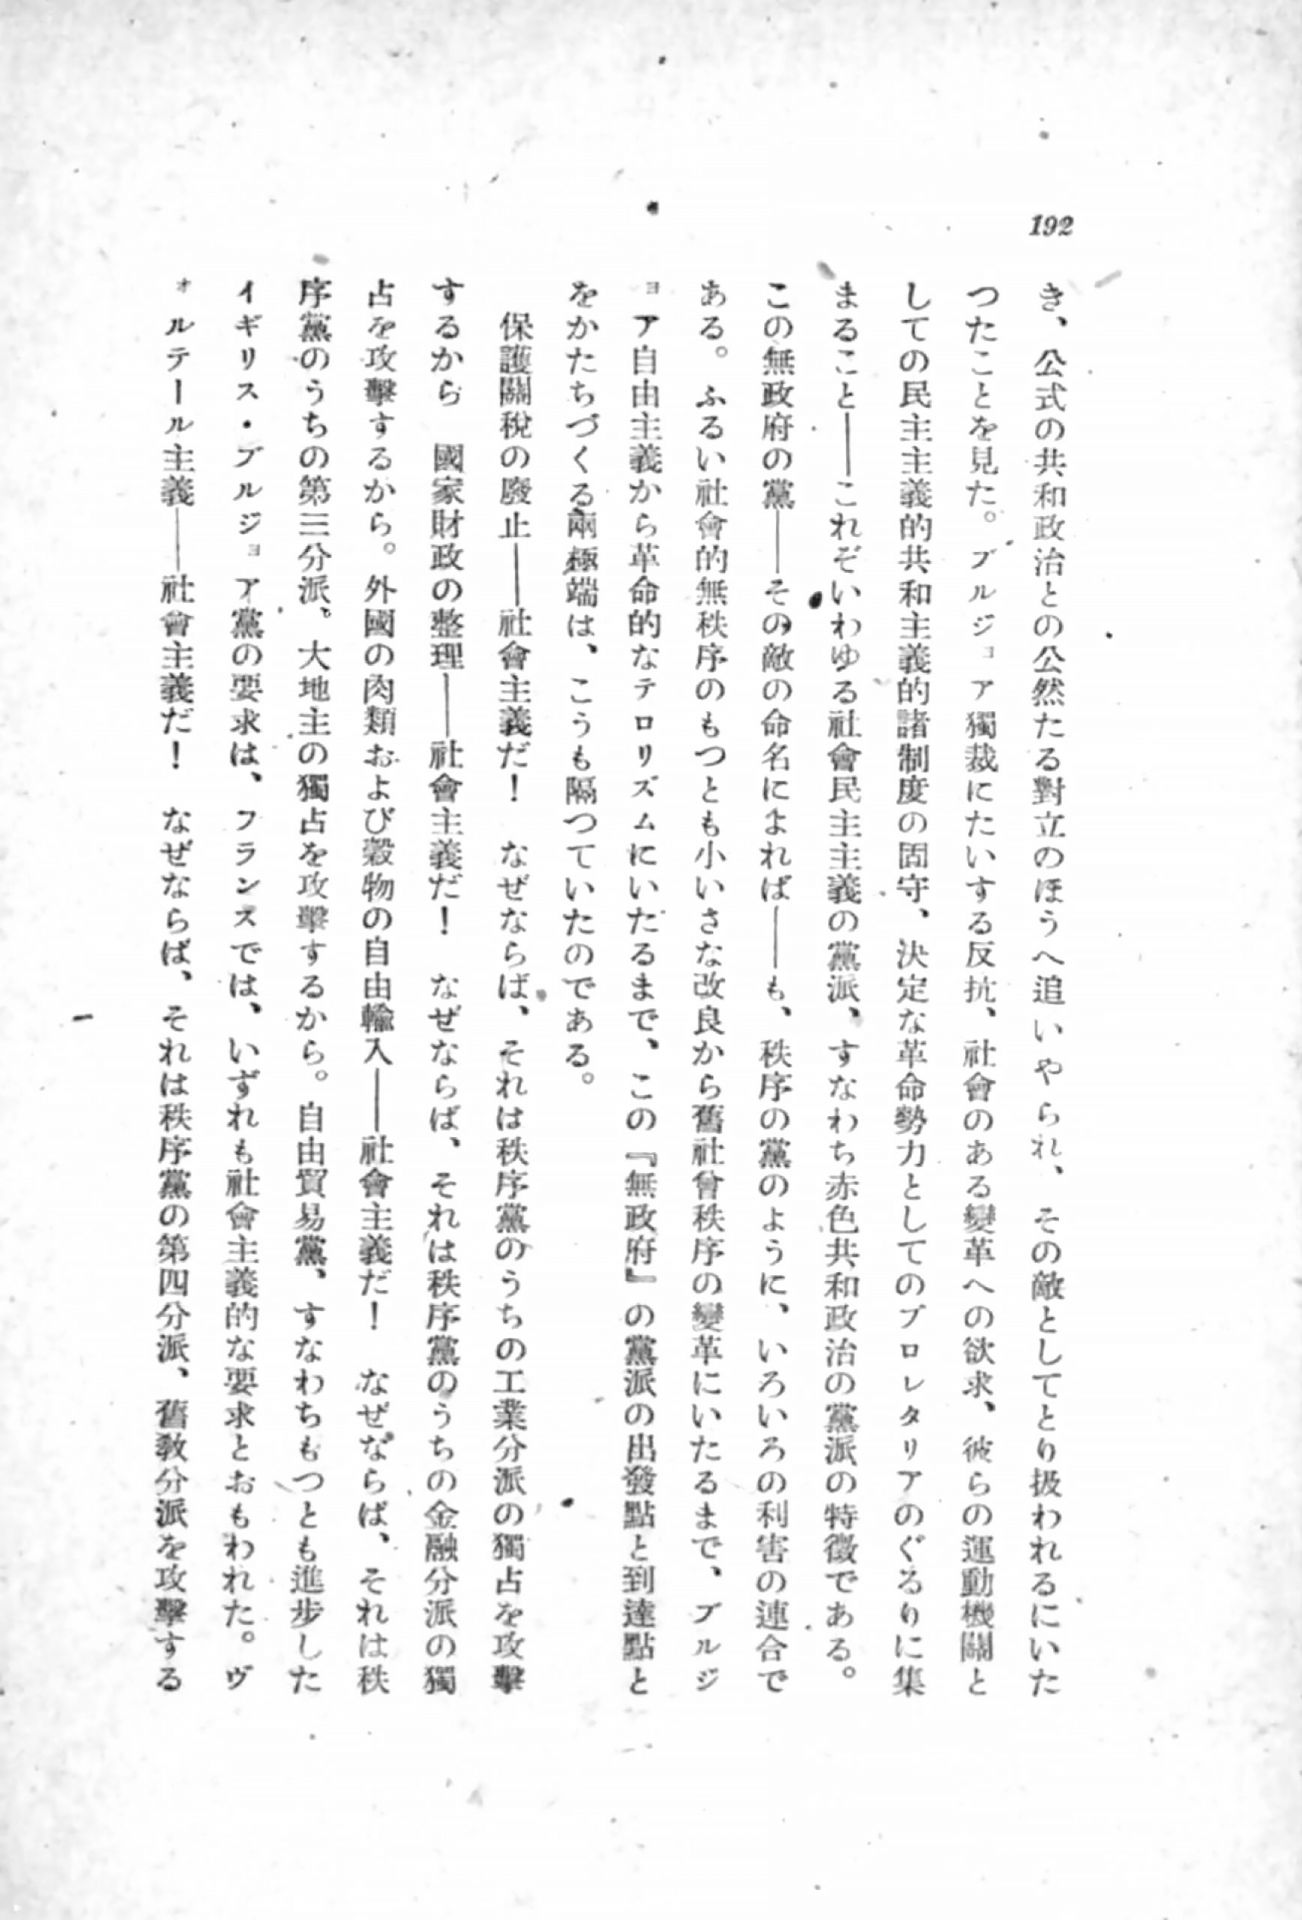 192
き、公式の共和政治との公然たる對立のほうへ追いやられ、その敵としてとり扱われるにいた
つたことを見た。ブルジョア獨裁にたいする反抗、社會のある變革への欲求、彼らの運動機關と
しての民主主義的共和主義的諸制度の固守、決定な革命勢力としてのプロレタリアのぐるりに集
まること——これぞいわゆる社會民主主義の黨派、すなわち赤色共和政治の黨派の特徵である。
この無政府の黨——その敵の命名によれば——も、秩序の黨のように、いろいろの利害の連合で
ある。ふるい社會的無秩序のもつとも小いさな改良から舊社會秩序の變革にいたるまで、ブルジ
ョア自由主義から革命的なテロリズムにいたるまで、この『無政府』の黨派の出發點と到達點と
をかたちづくる兩極端は、こうも隔つていたのである。
保護關稅の廢止——社會主義だ！　なぜならば、それは秩序黨のうちの工業分派の獨占を攻擊
するから　國家財政の整理——社會主義だ！　なぜならば、それは秩序黨のうちの金融分派の獨
占を攻擊するから。外國の肉類および穀物の自由輸入——社會主義だ！　なぜならば、それは秩
序黨のうちの第三分派、大地主の獨占を攻擊するから。自由貿易黨、すなわちもつとも進步した
イギリス・ブルジョア黨の要求は、フランスでは、いずれも社會主義的な要求とおもわれた。ヴ
ォルテール主義——社會主義だ！　なぜならば、それは秩序黨の第四分派、舊敎分派を攻擊する